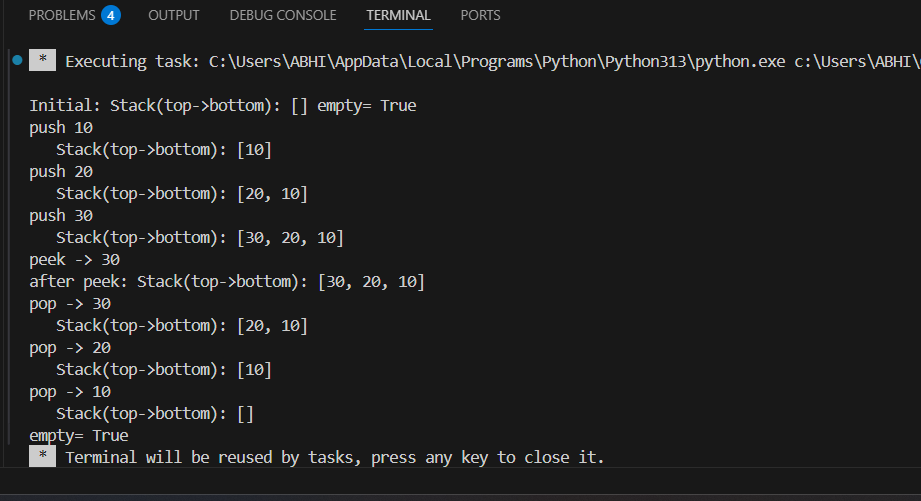 PROBLEMS 4 OUTPUT DEBUG CONSOLE TERMINAL PORTS
* Executing task: C:\Users\ABHI\AppData\Local\Programs\Python\Python313\python.exe c:\Users\ABHI\
Initial: Stack(top->bottom): [] empty= True
push 10
Stack(top->bottom): [10]
push 20
Stack(top->bottom): [20, 10]
push 30
Stack(top->bottom): [30, 20, 10]
peek -> 30
after peek: Stack(top->bottom): [30, 20, 10]
pop -> 30
Stack(top->bottom): [20, 10]
pop -> 20
Stack(top->bottom): [10]
pop -> 10
Stack(top->bottom): []
empty= True
* Terminal will be reused by tasks, press any key to close it.